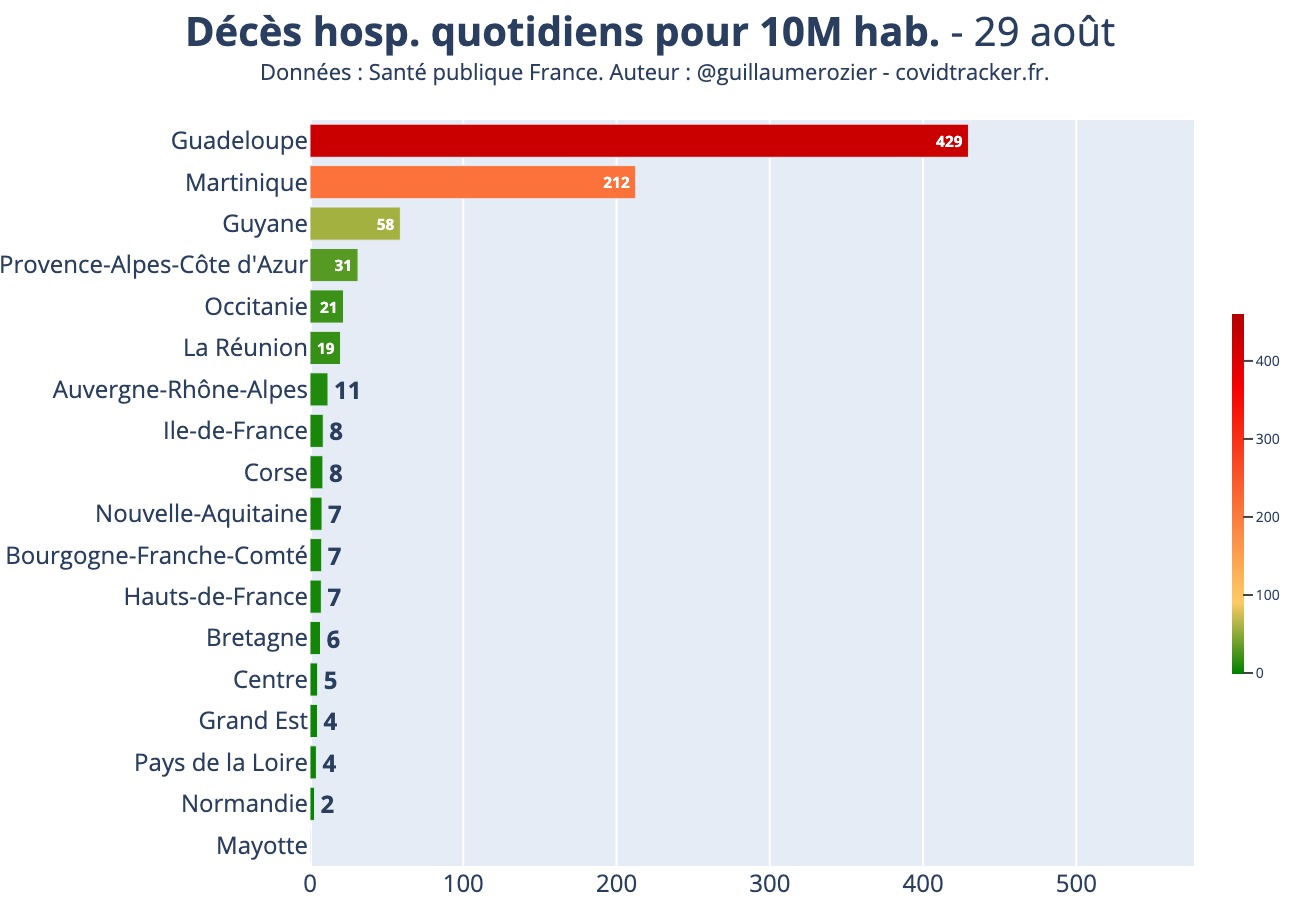 Décès hosp. quotidiens pour 10M hab. - 29 août
Données : Santé publique France. Auteur : @guillaumerozier - covidtracker.fr.
Guadeloupe 429
Martinique 212
Guyane 58
Provence-Alpes-Côte d'Azur 31
Occitanie 21
La Réunion 19
Auvergne-Rhône-Alpes 11
Ile-de-France 8
Corse 8
Nouvelle-Aquitaine 7
Bourgogne-Franche-Comté 7
Hauts-de-France 7
Bretagne 6
Centre 5
Grand Est 4
Pays de la Loire 4
Normandie 2
Mayotte
0 100 200 300 400 500
400
300
200
100
0